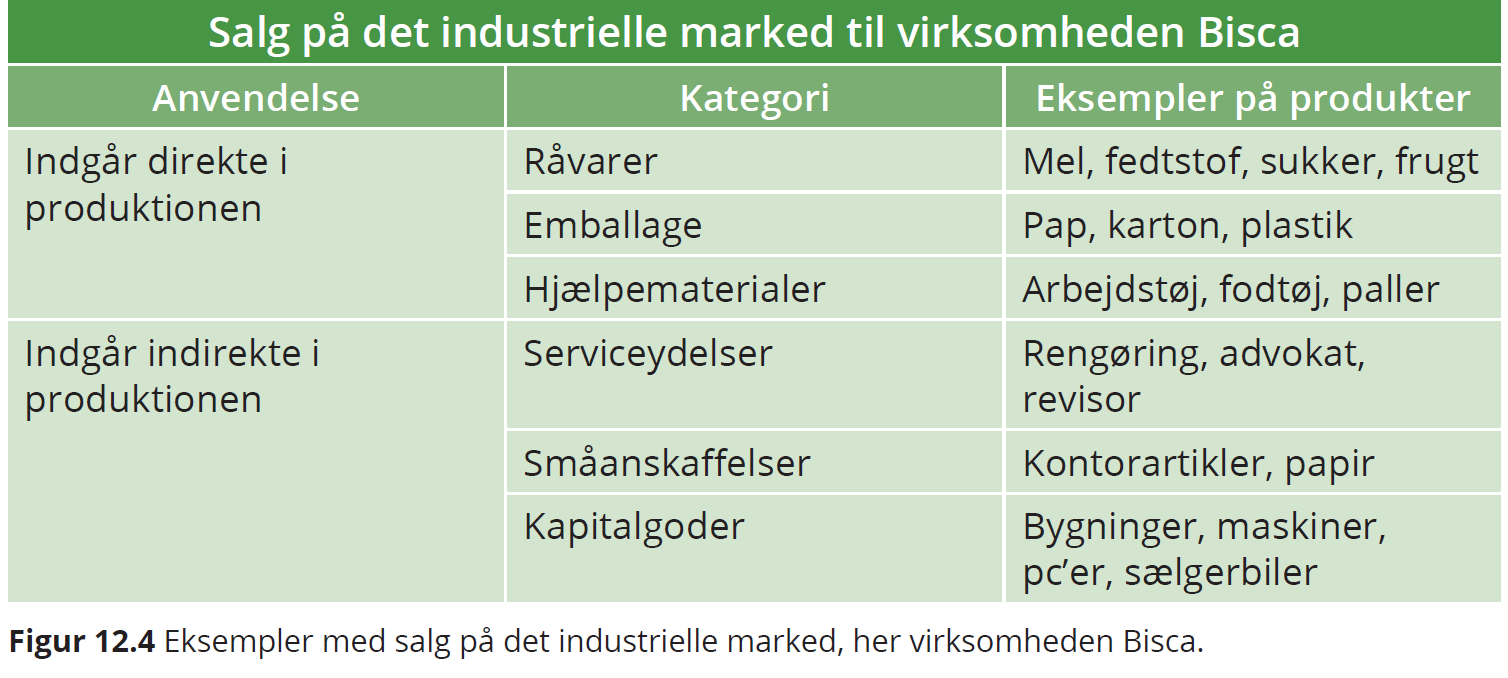 Salg på det industrielle marked til virksomheden Bisca
Anvendelse
Kategori
Eksempler på produkter
Indgår direkte i
produktionen
Råvarer
Mel, fedtstof, sukker, frugt
Emballage
Pap, karton, plastik
Hjælpematerialer
Arbejdstøj, fodtøj, paller
Indgår indirekte i
produktionen
Serviceydelser
Rengøring, advokat,
revisor
Småanskaffelser
Kontorartikler, papir
Kapitalgoder
Bygninger, maskiner,
pc’er, sælgerbiler
Figur 12.4 Eksempler med salg på det industrielle marked, her virksomheden Bisca.